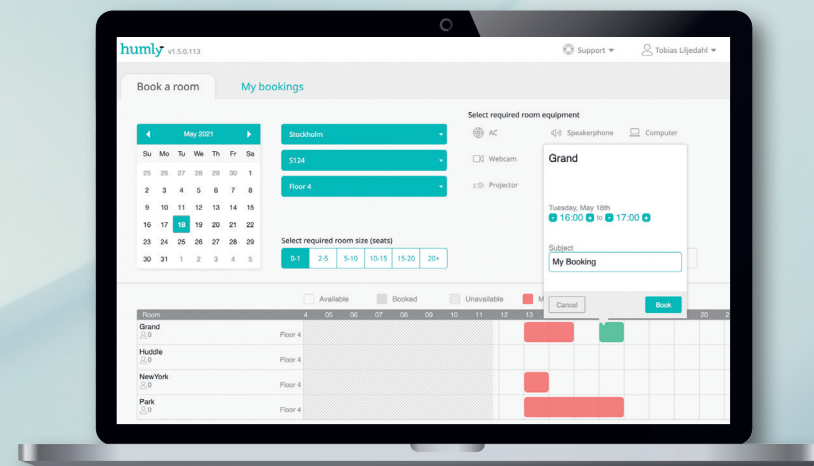 humly v1.5.0.113
Support
Tobias Liljedahl
Book a room
My bookings
Select required room equipment
AC
Speakerphone
Computer
Webcam
Projector
May 2021
Su Mo Tu We Th Fr Sa
25 26 27 28 29 30 1
2 3 4 5 6 7 8
9 10 11 12 13 14 15
16 17 18 19 20 21 22
23 24 25 26 27 28 29
30 31 1 2 3 4 5
Stockholm
S124
Floor 4
Select required room size (seats)
0-1 2-5 5-10 10-15 15-20 20+
Grand
Tuesday, May 18th
- 16:00 + to - 17:00 +
Subject
My Booking
Cancel
Book
Available
Booked
Unavailable
M
Room 4 05 06 07 08 09 10 11 12 13 20 2
Grand
0
Floor 4
Huddle
0
Floor 4
NewYork
0
Floor 4
Park
0
Floor 4